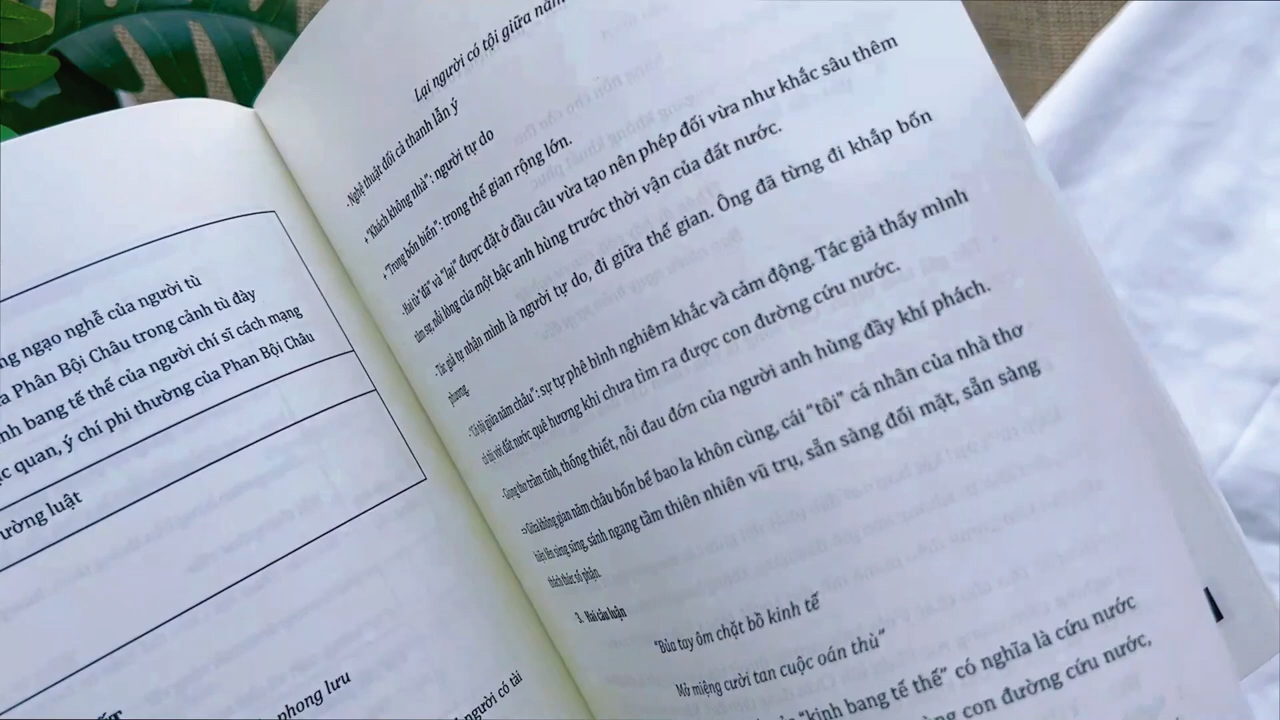 ng ngạo nghễ của người tù
a Phân Bội Châu trong cảnh tù đày
nh bang tế thế của người chí sĩ cách mạng
ạc quan, ý chí phi thường của Phan Bội Châu
ường luật
phong lưu
người có tài
Lại người có tội giữa năm
- Nghệ thuật đối cả thanh lẫn ý
+ "Khách không nhà": người tự do
+ "Trong bốn biển": trong thế gian rộng lớn.
- Hai từ "đã" và "lại" được đặt ở đầu câu vừa tạo nên phép đối vừa như khắc sâu thêm
tâm sự, nỗi lòng của một bậc anh hùng trước thời vận của đất nước.
- Tác giả tự nhận mình là người tự do, đi giữa thế gian. Ông đã từng đi khắp bốn
phương.
- "Có tội giữa năm châu": sự tự phê bình nghiêm khắc và cảm động. Tác giả thấy mình
có tội với đất nước quê hương khi chưa tìm ra được con đường cứu nước.
- Giọng thơ trầm tĩnh, thống thiết, nỗi đau đớn của người anh hùng đầy khí phách.
=> Giữa không gian năm châu bốn bể bao la khôn cùng, cái "tôi" cá nhân của nhà thơ
hiện lên sừng sững, sánh ngang tầm thiên nhiên vũ trụ, sẵn sàng đối mặt, sẵn sàng
thách thức số phận.
3. Hai câu luận
"Bủa tay ôm chặt bồ kinh tế
Mở miệng cười tan cuộc oán thù"
"kinh bang tế thế" có nghĩa là cứu nước
con đường cứu nước,